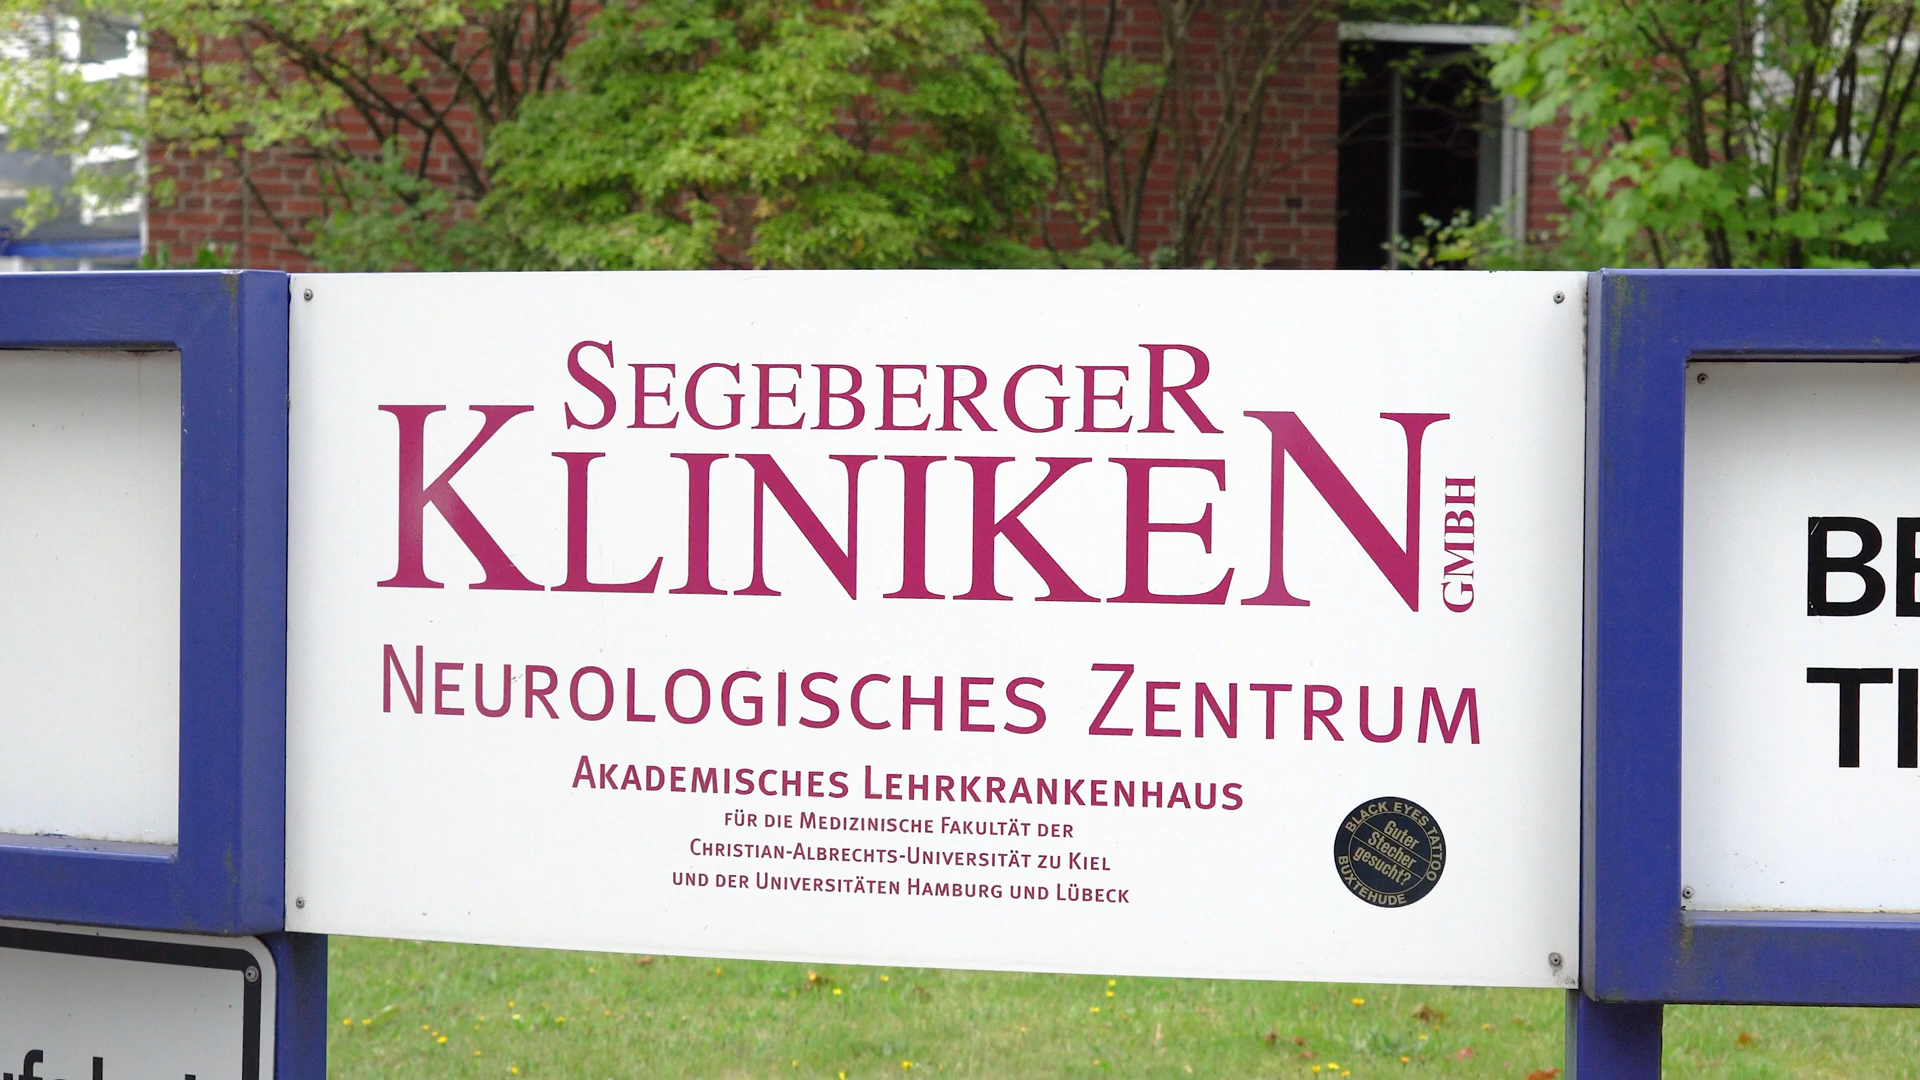 SEGEBERGER
KLINIKEN
GMBH
NEUROLOGISCHES ZENTRUM
AKADEMISCHES LEHRKRANKENHAUS
FÜR DIE MEDIZINISCHE FAKULTÄT DER
CHRISTIAN-ALBRECHTS-UNIVERSITÄT ZU KIEL
UND DER UNIVERSITÄTEN HAMBURG UND LÜBECK
BLACK EYES TATTOO
Guter
Stecher
gesucht?
BUXTEHUDE